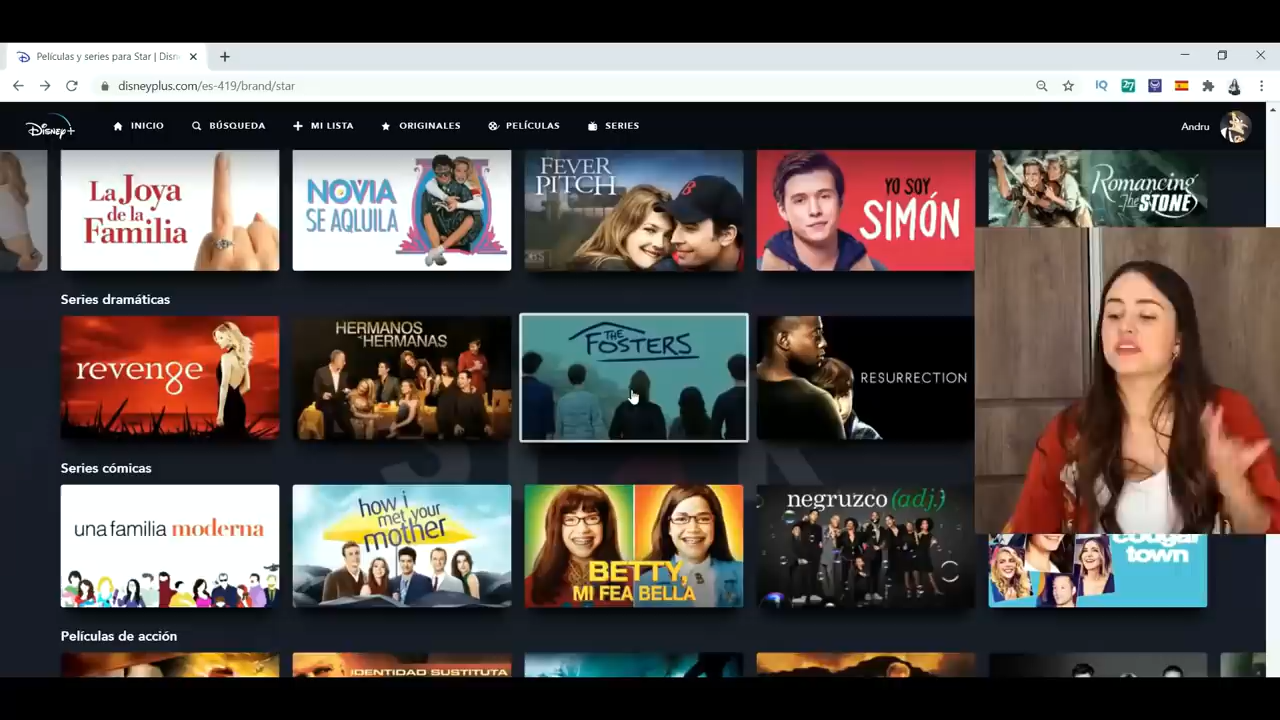 Películas y series para Star | Disn
disneyplus.com/es-419/brand/star
Disney+
INICIO
BÚSQUEDA
MI LISTA
ORIGINALES
PELÍCULAS
SERIES
Andru
La Joya
de la
Familia
NOVIA
SE AQLUILA
FEVER
PITCH
YO SOY
SIMÓN
Romancing
the STONE
Series dramáticas
revenge
HERMANOS
y HERMANAS
THE
FOSTERS
RESURRECTION
Series cómicas
una familia moderna
how i
met your
mother
BETTY,
MI FEA BELLA
negruzco (adj.)
cougar
town
Películas de acción
IDENTIDAD SUSTITUTA